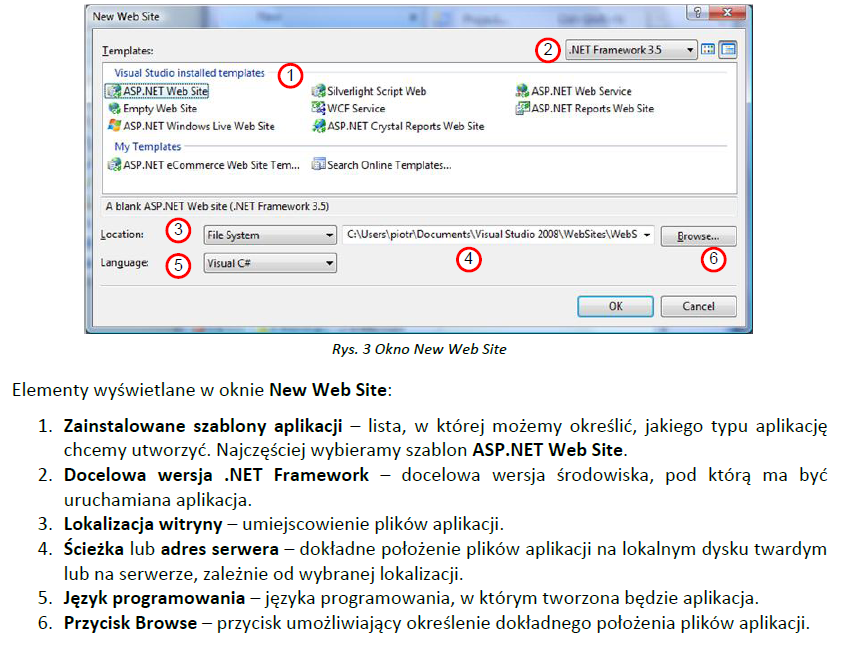 New Web Site
Templates:
2
.NET Framework 3.5
Visual Studio installed templates
1
ASP.NET Web Site
Silverlight Script Web
ASP.NET Web Service
Empty Web Site
WCF Service
ASP.NET Reports Web Site
ASP.NET Windows Live Web Site
ASP.NET Crystal Reports Web Site
My Templates
ASP.NET eCommerce Web Site Tem...
Search Online Templates...
A blank ASP.NET Web site (.NET Framework 3.5)
Location:
3
File System
C:\Users\piotr\Documents\Visual Studio 2008\WebSites\WebS
Browse...
4
6
Language:
5
Visual C#
OK
Cancel
Rys. 3 Okno New Web Site
Elementy wyświetlane w oknie New Web Site:
1. Zainstalowane szablony aplikacji – lista, w której możemy określić, jakiego typu aplikację
chcemy utworzyć. Najczęściej wybieramy szablon ASP.NET Web Site.
2. Docelowa wersja .NET Framework – docelowa wersja środowiska, pod którą ma być
uruchamiana aplikacja.
3. Lokalizacja witryny – umiejscowienie plików aplikacji.
4. Ścieżka lub adres serwera – dokładne położenie plików aplikacji na lokalnym dysku twardym
lub na serwerze, zależnie od wybranej lokalizacji.
5. Język programowania – języka programowania, w którym tworzona będzie aplikacja.
6. Przycisk Browse – przycisk umożliwiający określenie dokładnego położenia plików aplikacji.